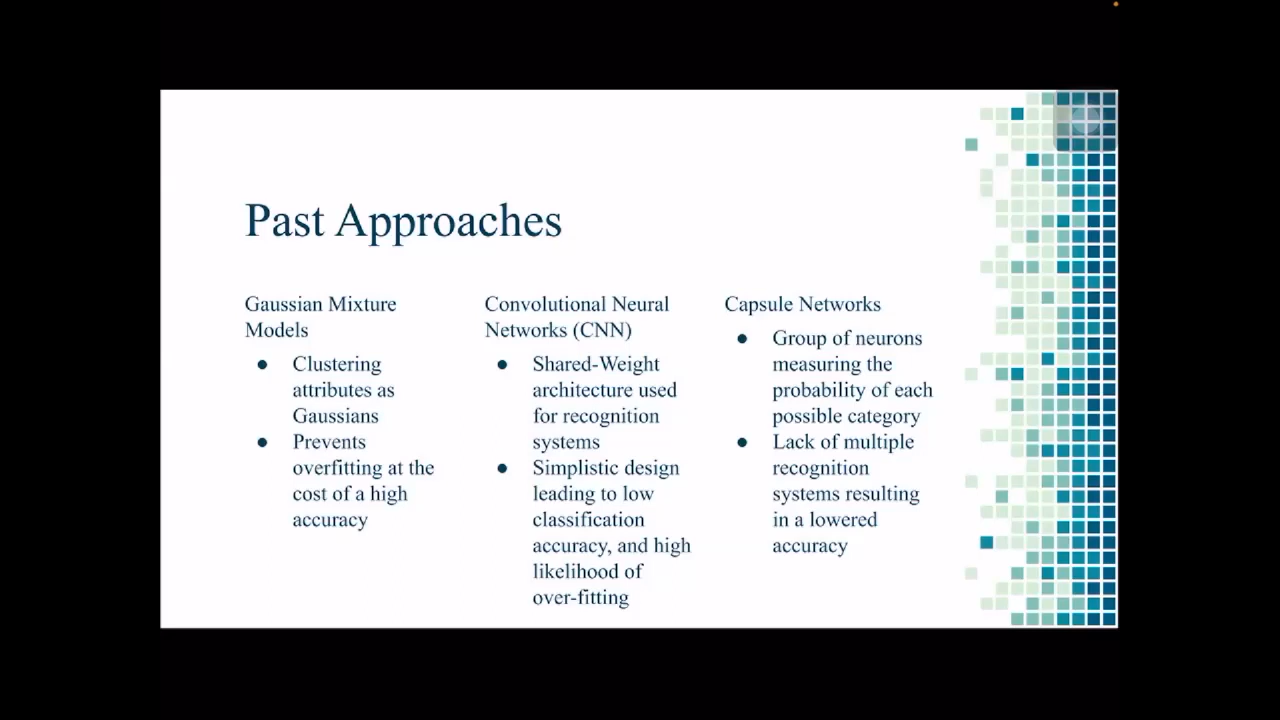 Past Approaches
Gaussian Mixture
Models
● Clustering
attributes as
Gaussians
● Prevents
overfitting at the
cost of a high
accuracy
Convolutional Neural
Networks (CNN)
● Shared-Weight
architecture used
for recognition
systems
● Simplistic design
leading to low
classification
accuracy, and high
likelihood of
over-fitting
Capsule Networks
● Group of neurons
measuring the
probability of each
possible category
● Lack of multiple
recognition
systems resulting
in a lowered
accuracy